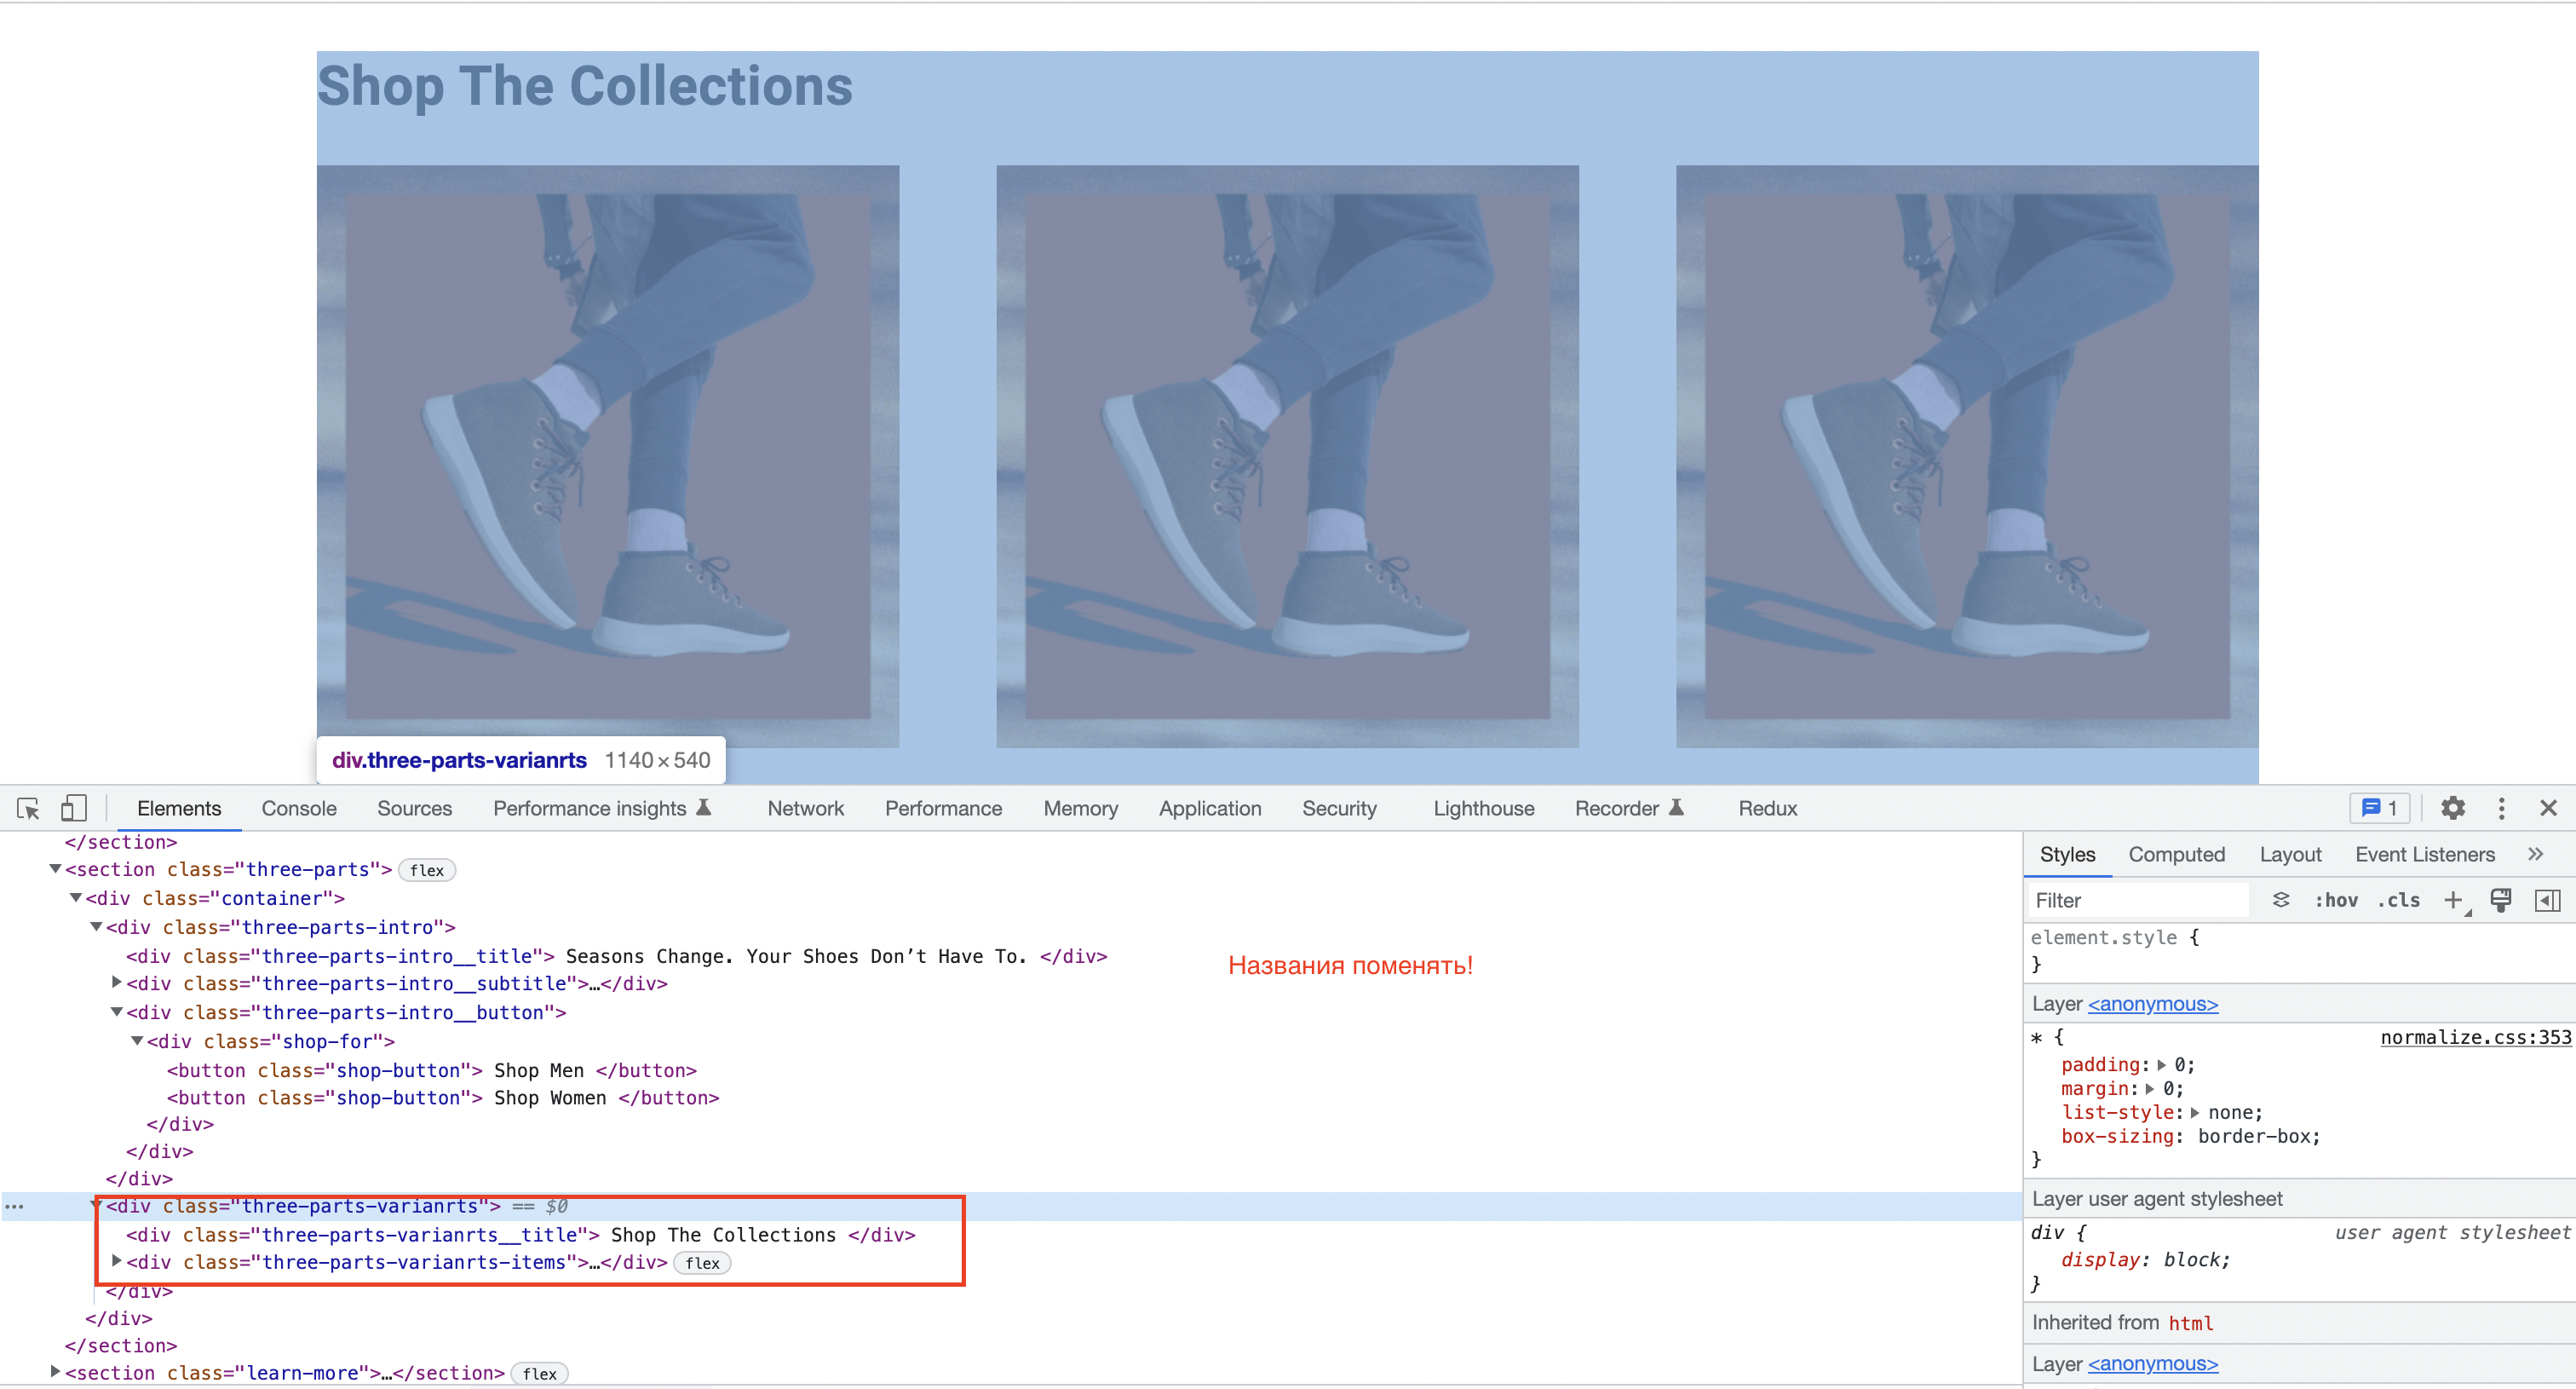 Shop The Collections
div.three-parts-varianrts 1140 × 540
Elements Console Sources Performance insights Network Performance Memory Application Security Lighthouse Recorder Redux 1
</section>
<section class="three-parts"> flex
<div class="container">
<div class="three-parts-intro">
<div class="three-parts-intro__title"> Seasons Change. Your Shoes Don’t Have To. </div>
<div class="three-parts-intro__subtitle">…</div>
Названия поменять!
<div class="three-parts-intro__button">
<div class="shop-for">
<button class="shop-button"> Shop Men </button>
<button class="shop-button"> Shop Women </button>
</div>
</div>
</div>
… <div class="three-parts-varianrts"> == $0
<div class="three-parts-varianrts__title"> Shop The Collections </div>
<div class="three-parts-varianrts-items">…</div> flex
</div>
</div>
</section>
<section class="learn-more">…</section> flex
Styles Computed Layout Event Listeners »
Filter :hov .cls +
element.style {
}
Layer <anonymous>
* { normalize.css:353
padding: 0;
margin: 0;
list-style: none;
box-sizing: border-box;
}
Layer user agent stylesheet
div { user agent stylesheet
display: block;
}
Inherited from html
Layer <anonymous>